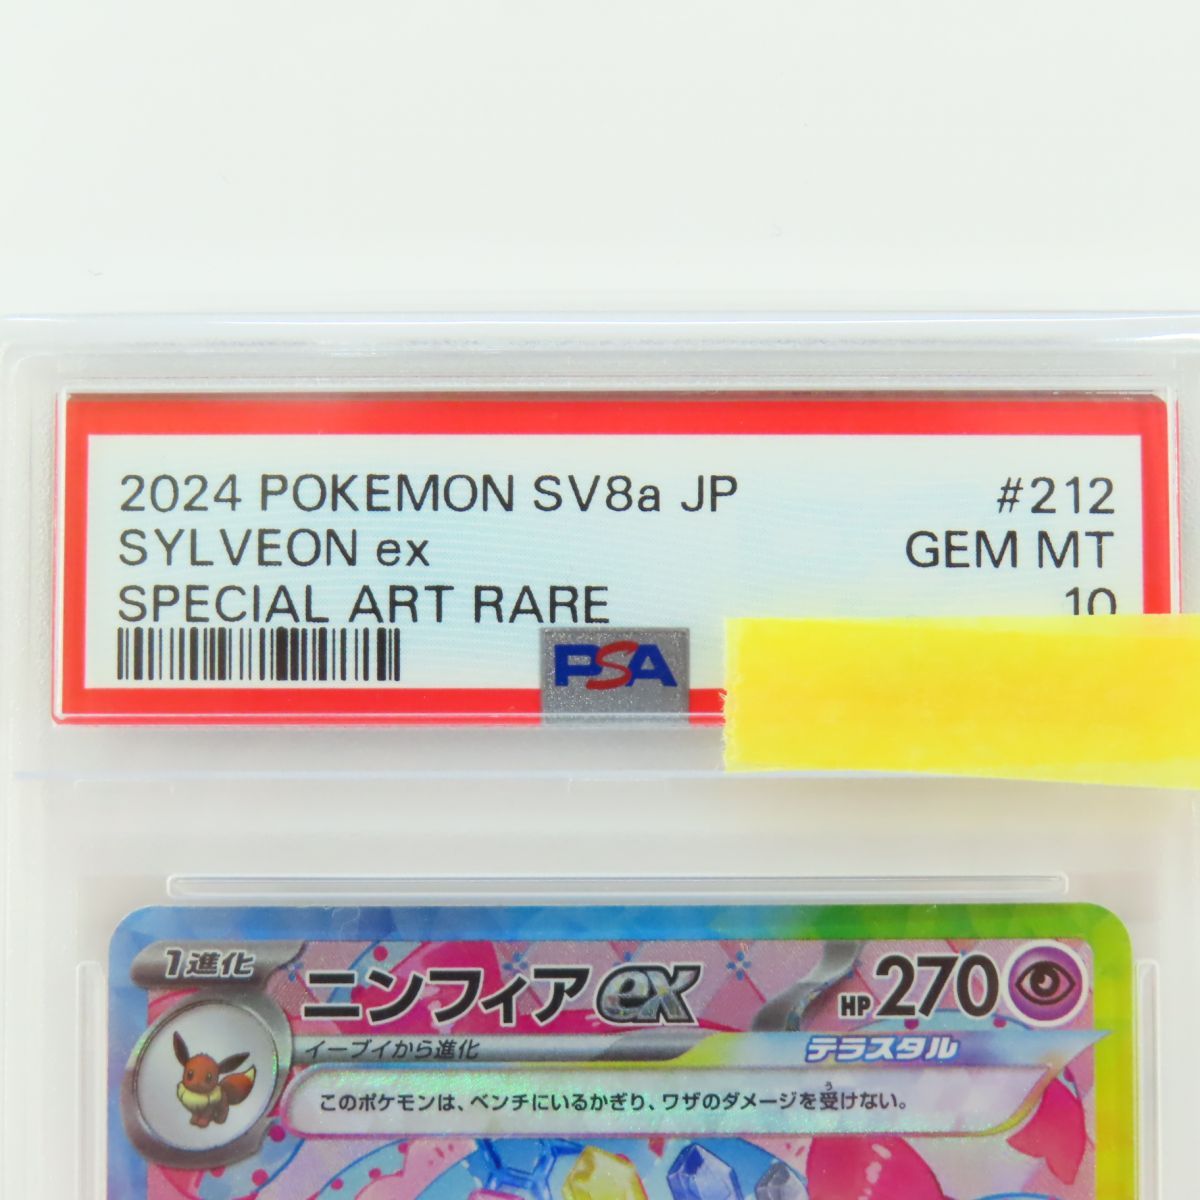 2024 POKEMON SV8a JP #212
SYLVEON ex GEM MT
SPECIAL ART RARE 10
PSA
1進化 ニンフィアex HP270
イーブイから進化 テラスタル
このポケモンは、ベンチにいるかぎり、ワザのダメージを受けない。
う